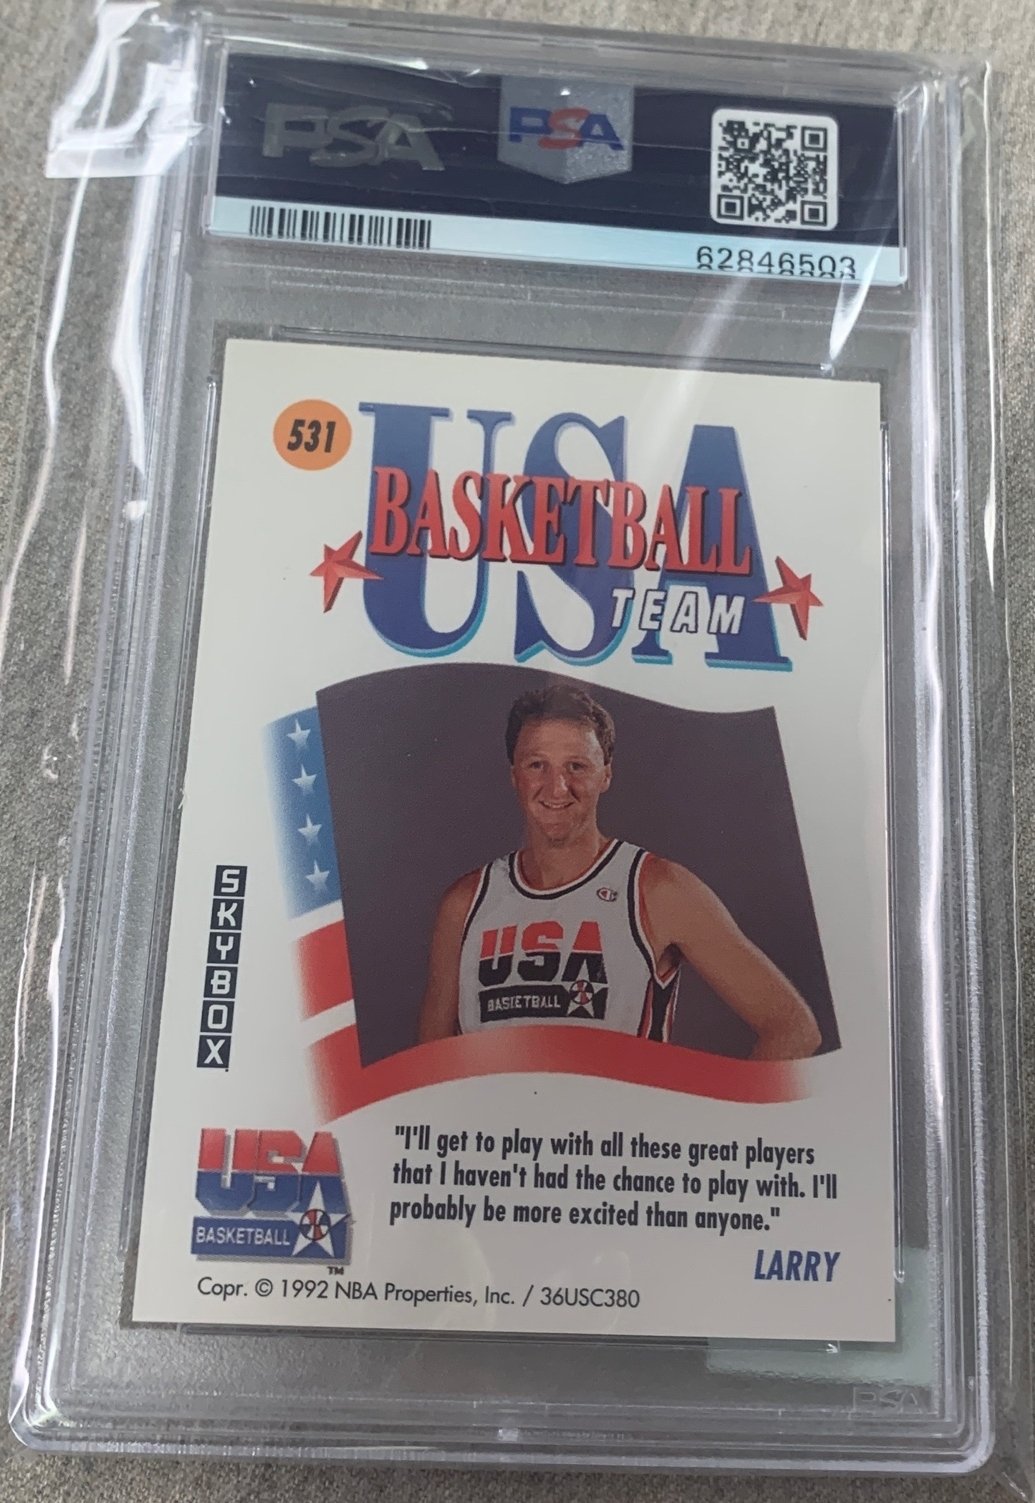 PSA
PSA
62846503
531
USA
BASKETBALL
TEAM
USA
BASKETBALL
SKYBOX
USA
BASKETBALL
TM
"I'll get to play with all these great players
that I haven't had the chance to play with. I'll
probably be more excited than anyone."
LARRY
Copr. © 1992 NBA Properties, Inc. / 36USC380
PSA